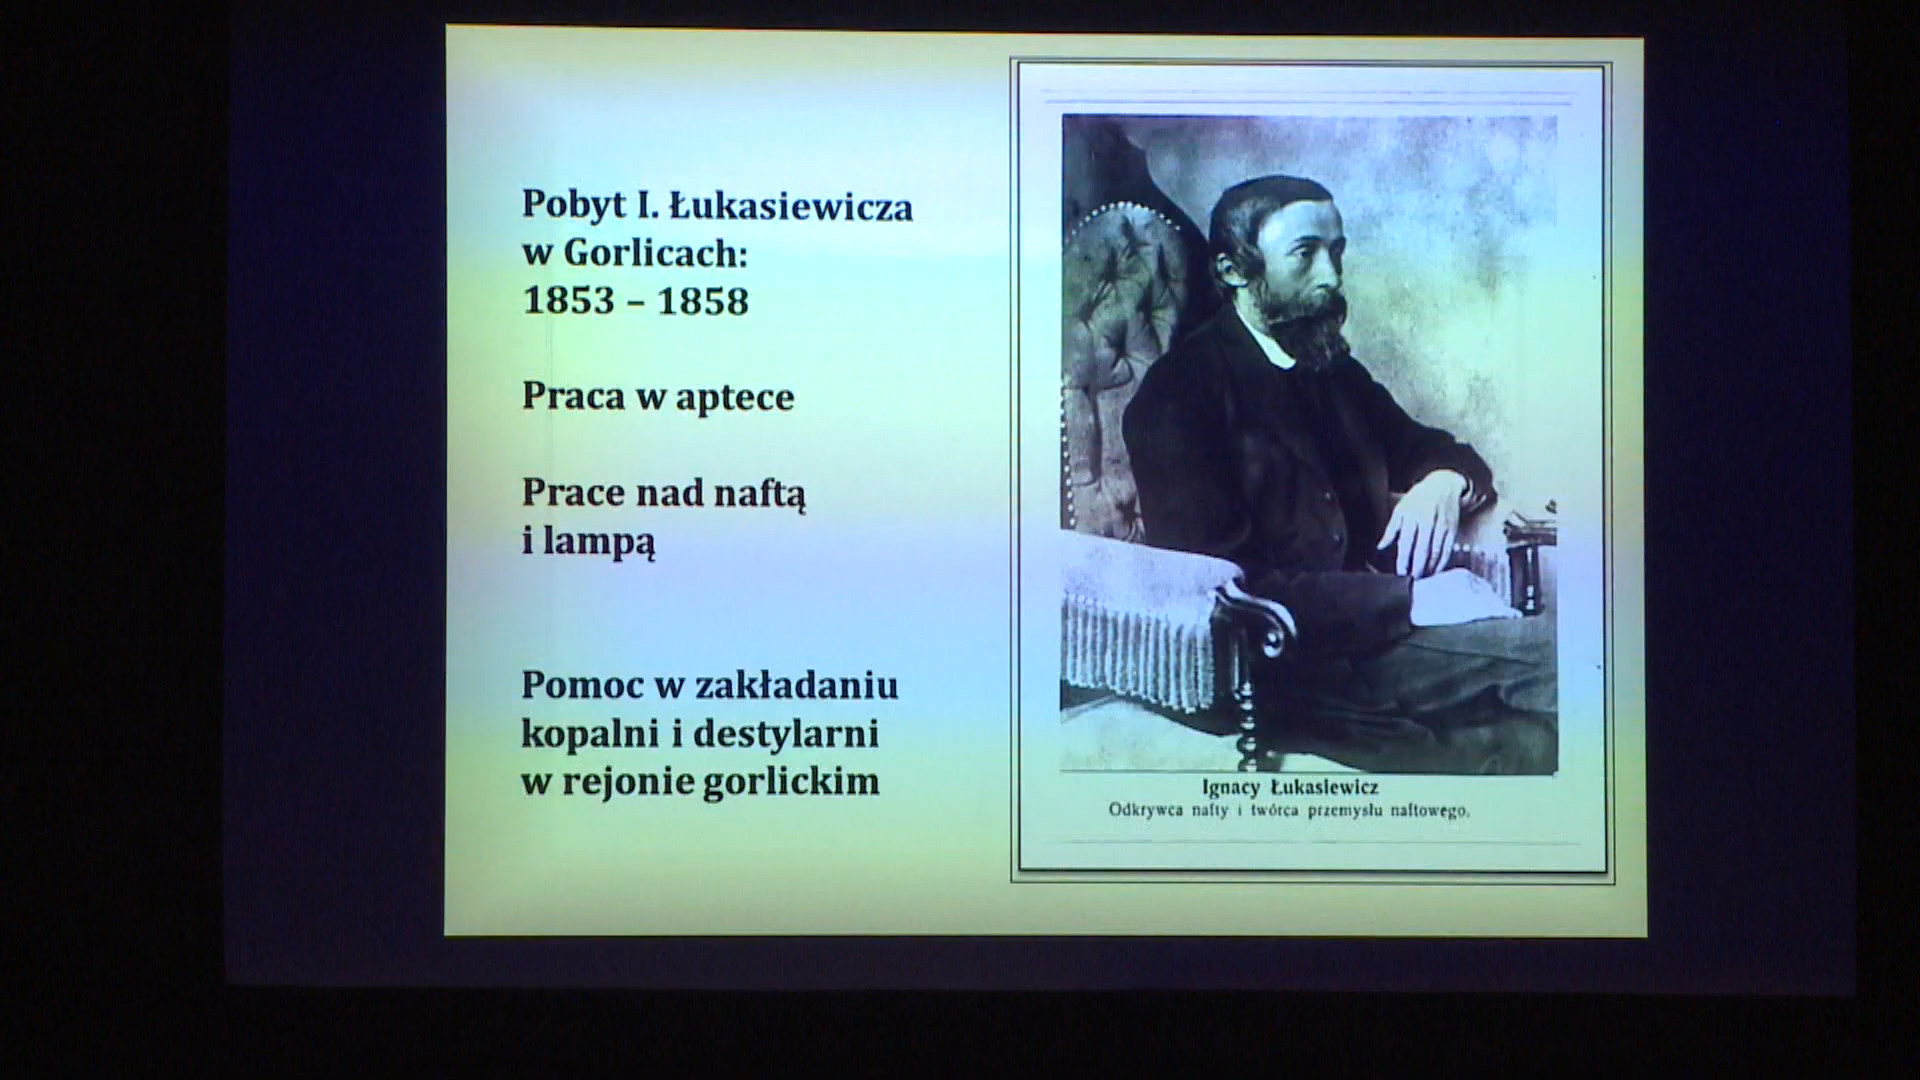 Pobyt I. Łukasiewicza
w Gorlicach:
1853 – 1858
Praca w aptece
Prace nad naftą
i lampą
Pomoc w zakładaniu
kopalni i destylarni
w rejonie gorlickim
Ignacy Łukasiewicz
Odkrywca nafty i twórca przemysłu naftowego.